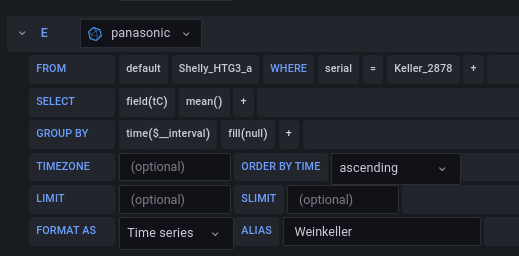 E panasonic
FROM default Shelly_HTG3_a WHERE serial = Keller_2878 +
SELECT field(tC) mean() +
GROUP BY time($__interval) fill(null) +
TIMEZONE (optional) ORDER BY TIME ascending
LIMIT (optional) SLIMIT (optional)
FORMAT AS Time series ALIAS Weinkeller